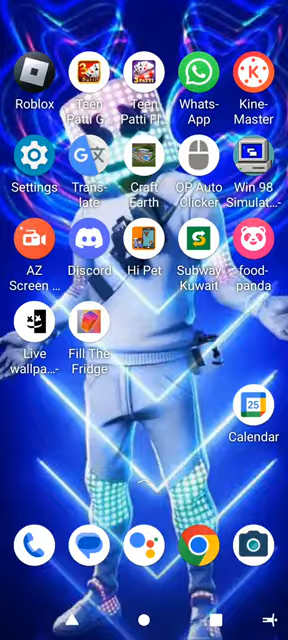 Roblox
Teen
Patti G..
Teen
Patti Pl..
Whats-
App
Kine-
Master
Settings
Trans-
late
Craft
Earth
OP Auto
Clicker
Win 98
Simulat...-
AZ
Screen ...
Discord
Hi Pet
Subway
Kuwait
food-
panda
Live
wallpa...-
Fill The
Fridge
25
Calendar